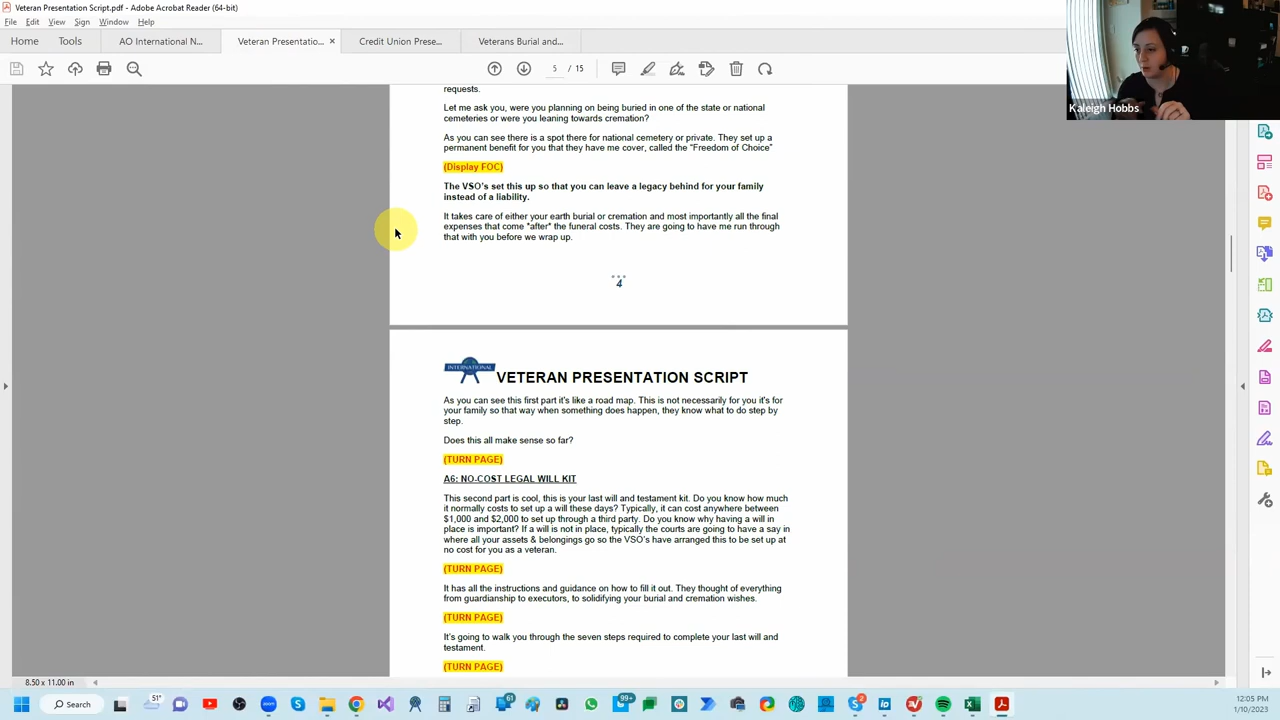 Veteran Presentation Script.pdf - Adobe Acrobat Reader (64-bit)
File Edit View Sign Window Help
Home Tools AO International N... Veteran Presentatio... × Credit Union Prese... Veterans Burial and...
5 / 15
Kaleigh Hobbs
requests.
Let me ask you, were you planning on being buried in one of the state or national
cemeteries or were you leaning towards cremation?
As you can see there is a spot there for national cemetery or private. They set up a
permanent benefit for you that they have me cover, called the “Freedom of Choice”
(Display FOC)
The VSO’s set this up so that you can leave a legacy behind for your family
instead of a liability.
It takes care of either your earth burial or cremation and most importantly all the final
expenses that come *after* the funeral costs. They are going to have me run through
that with you before we wrap up.
4
INTERNATIONAL
VETERAN PRESENTATION SCRIPT
As you can see this first part it's like a road map. This is not necessarily for you it's for
your family so that way when something does happen, they know what to do step by
step.
Does this all make sense so far?
(TURN PAGE)
A6: NO-COST LEGAL WILL KIT
This second part is cool, this is your last will and testament kit. Do you know how much
it normally costs to set up a will these days? Typically, it can cost anywhere between
$1,000 and $2,000 to set up through a third party. Do you know why having a will in
place is important? If a will is not in place, typically the courts are going to have a say in
where all your assets & belongings go so the VSO’s have arranged this to be set up at
no cost for you as a veteran.
(TURN PAGE)
It has all the instructions and guidance on how to fill it out. They thought of everything
from guardianship to executors, to solidifying your burial and cremation wishes.
(TURN PAGE)
It’s going to walk you through the seven steps required to complete your last will and
testament.
(TURN PAGE)
8.50 x 11.00 in
Search
51°
61
99+
2
12:05 PM
1/10/2023